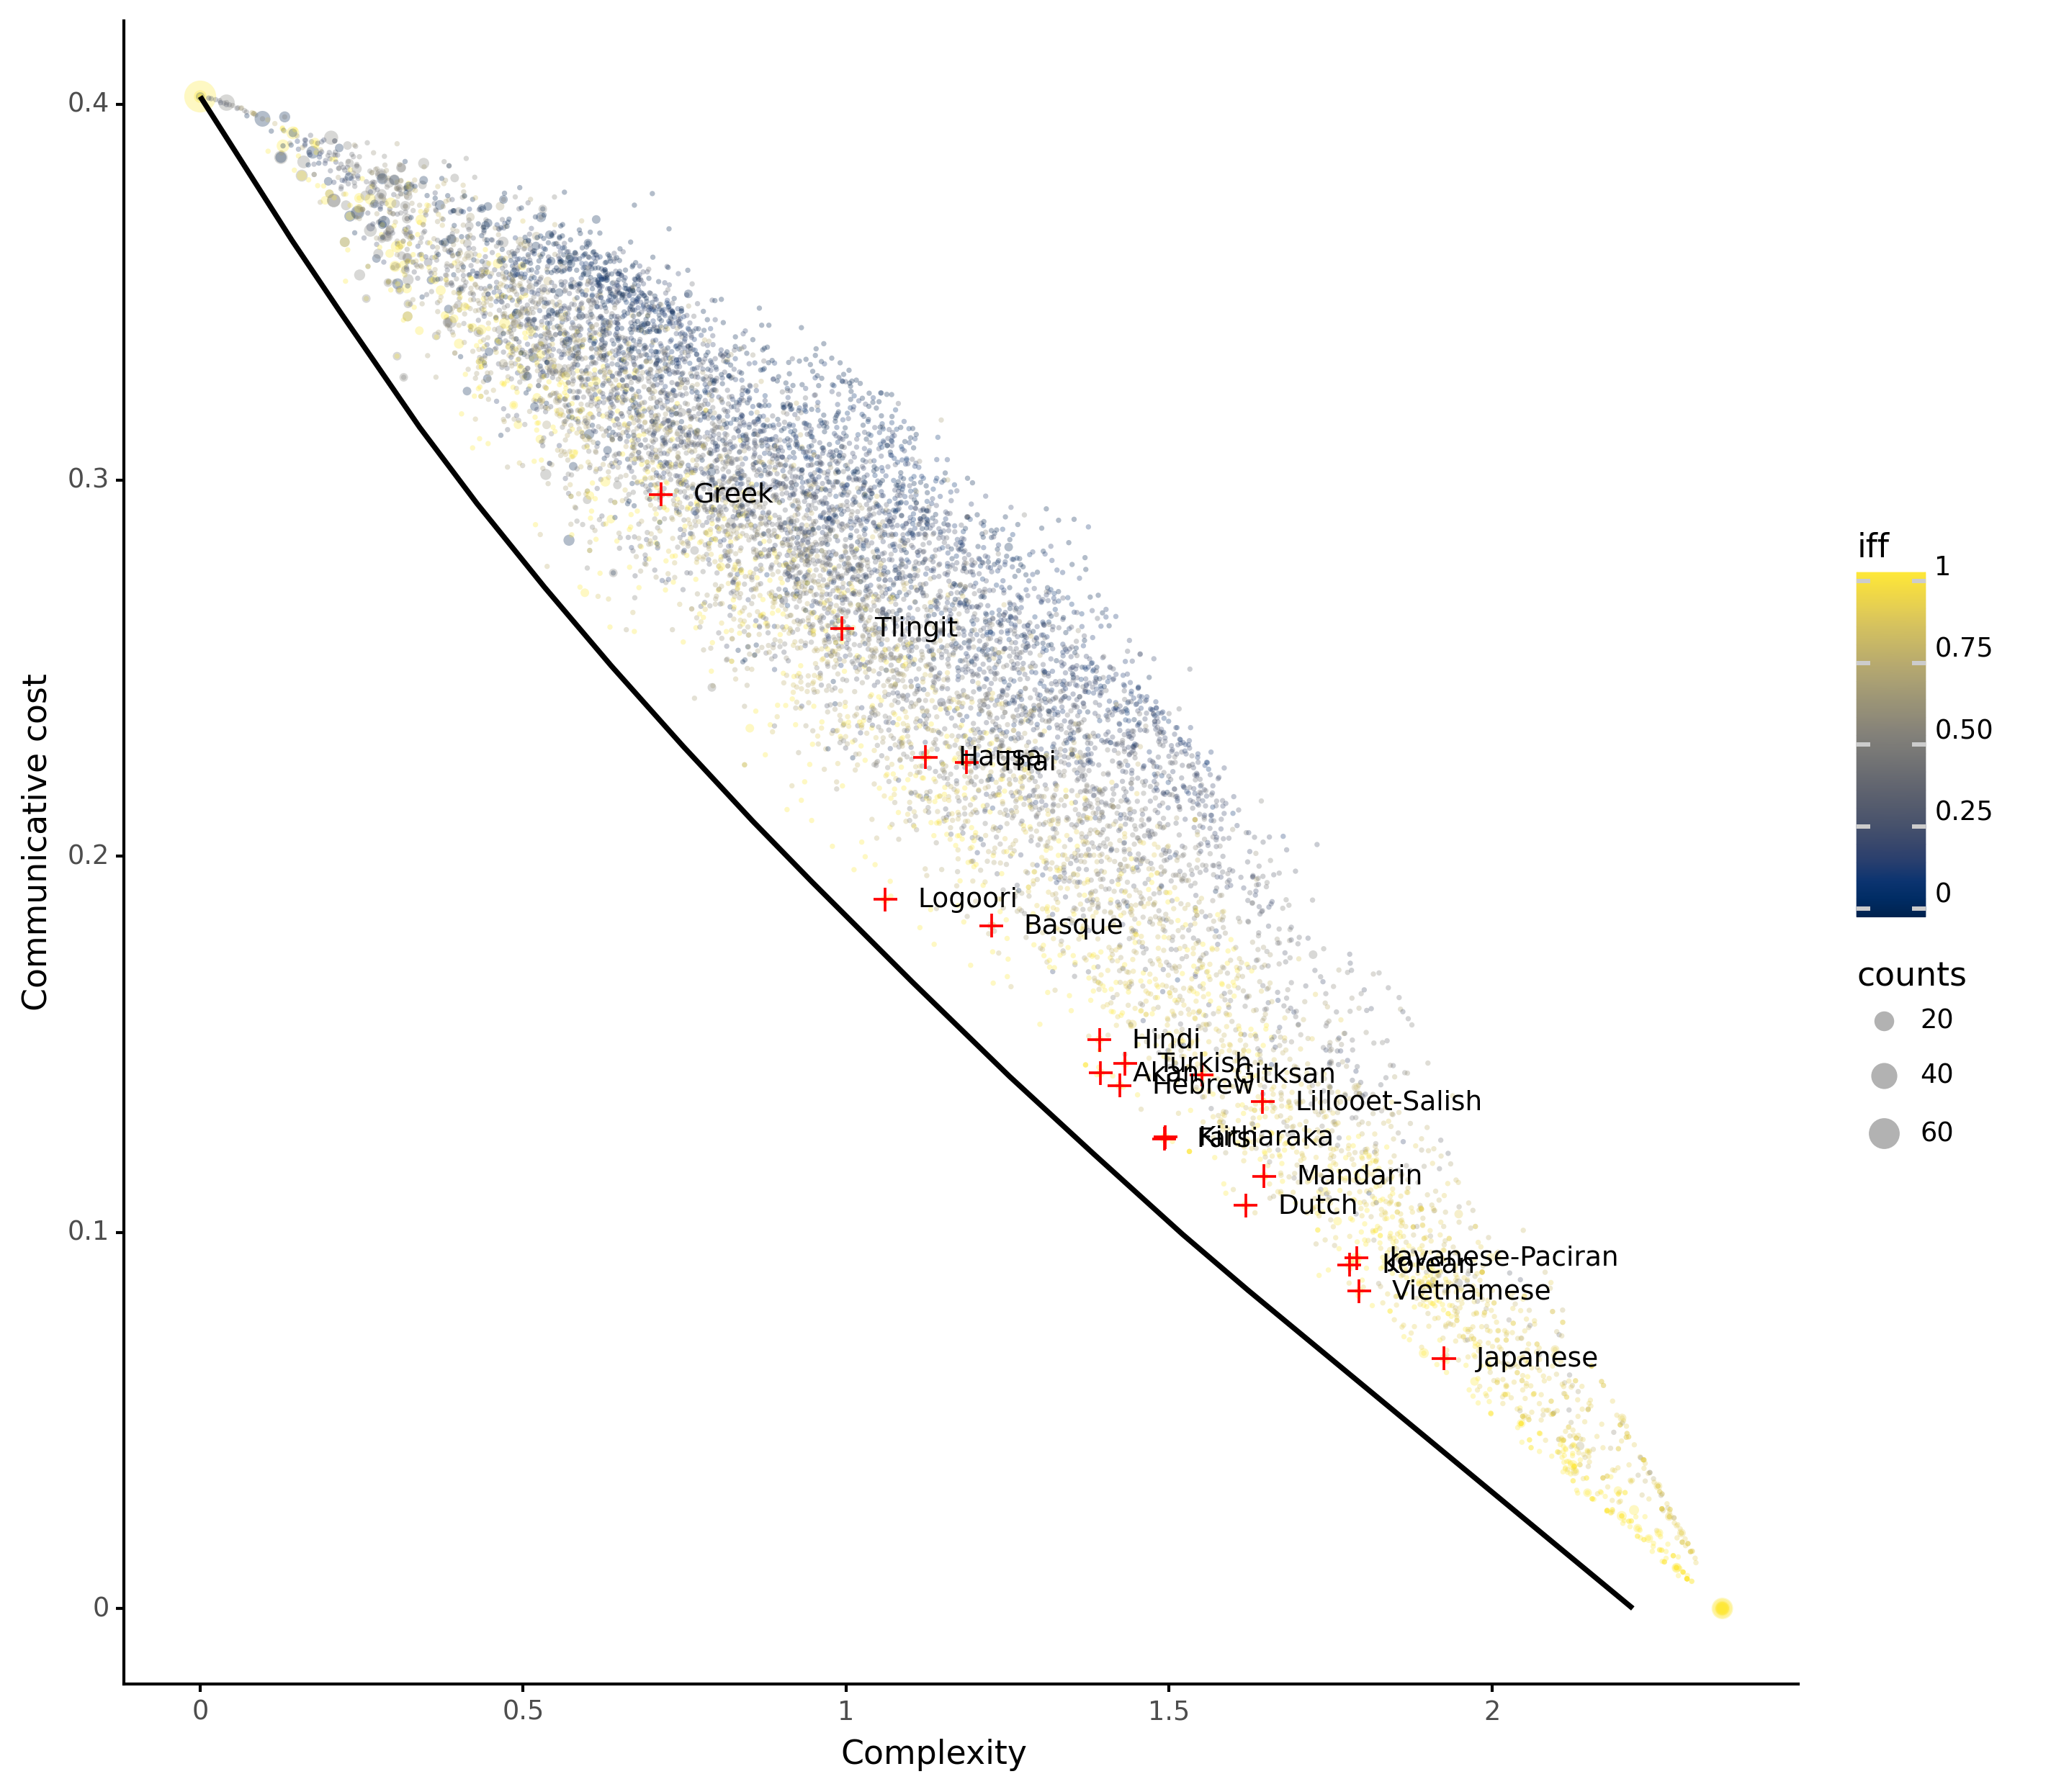 Communicative cost
0.4
0.3
0.2
0.1
0
0
0.5
1
1.5
2
Complexity
Greek
Tlingit
Hausa
Thai
Logoori
Basque
Hindi
Turkish
Akan
Gitksan
Hebrew
Lillooet-Salish
Farsi
Kiitharaka
Mandarin
Dutch
Javanese-Paciran
Korean
Vietnamese
Japanese
iff
1
0.75
0.50
0.25
0
counts
20
40
60